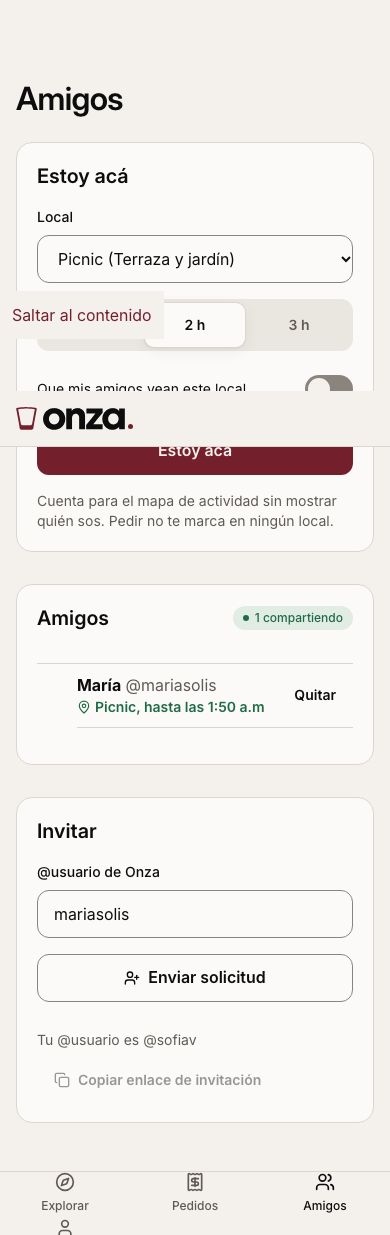 Amigos
Estoy acá
Local
Picnic (Terraza y jardín)
Saltar al contenido
2 h
3 h
Que mis amigos vean este local
onza.
Estoy acá
Cuenta para el mapa de actividad sin mostrar
quién sos. Pedir no te marca en ningún local.
Amigos
1 compartiendo
María @mariasolis
Picnic, hasta las 1:50 a.m
Quitar
Invitar
@usuario de Onza
mariasolis
Enviar solicitud
Tu @usuario es @sofiav
Copiar enlace de invitación
Explorar
Pedidos
Amigos